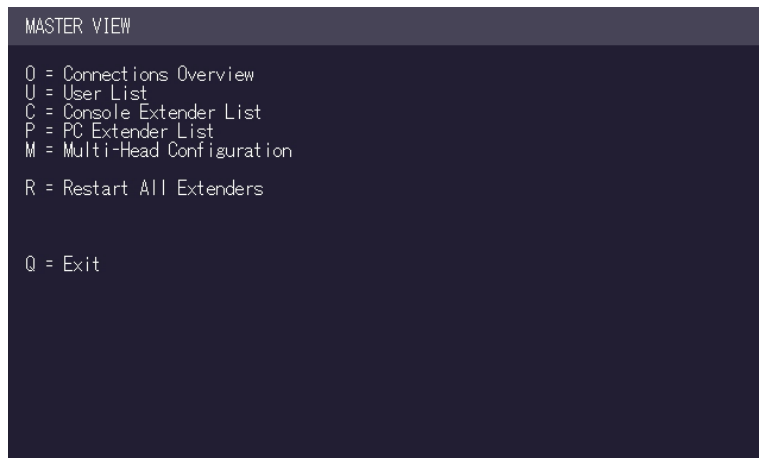 MASTER VIEW
O = Connections Overview
U = User List
C = Console Extender List
P = PC Extender List
M = Multi-Head Configuration
R = Restart All Extenders
Q = Exit